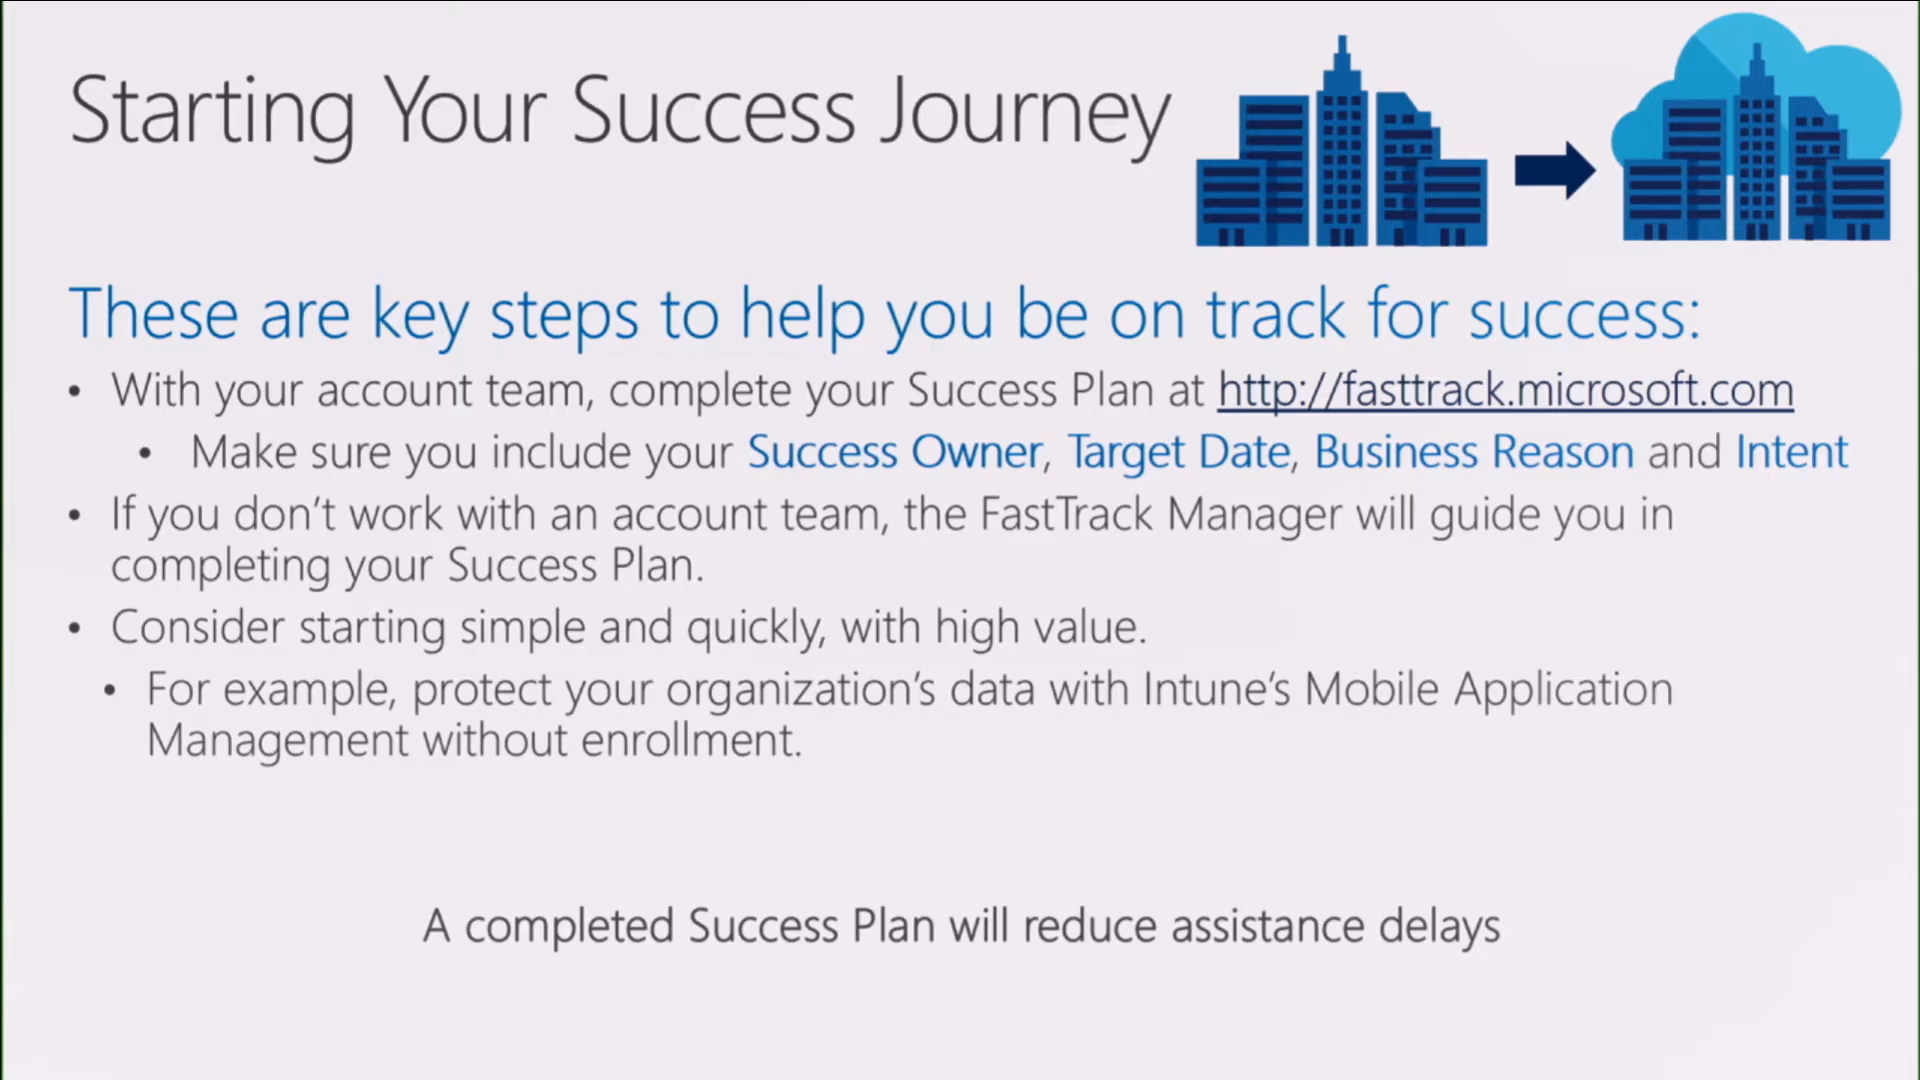 Starting Your Success Journey
These are key steps to help you be on track for success:
• With your account team, complete your Success Plan at http://fasttrack.microsoft.com
• Make sure you include your Success Owner, Target Date, Business Reason and Intent
• If you don’t work with an account team, the FastTrack Manager will guide you in
completing your Success Plan.
• Consider starting simple and quickly, with high value.
• For example, protect your organization’s data with Intune’s Mobile Application
Management without enrollment.
A completed Success Plan will reduce assistance delays